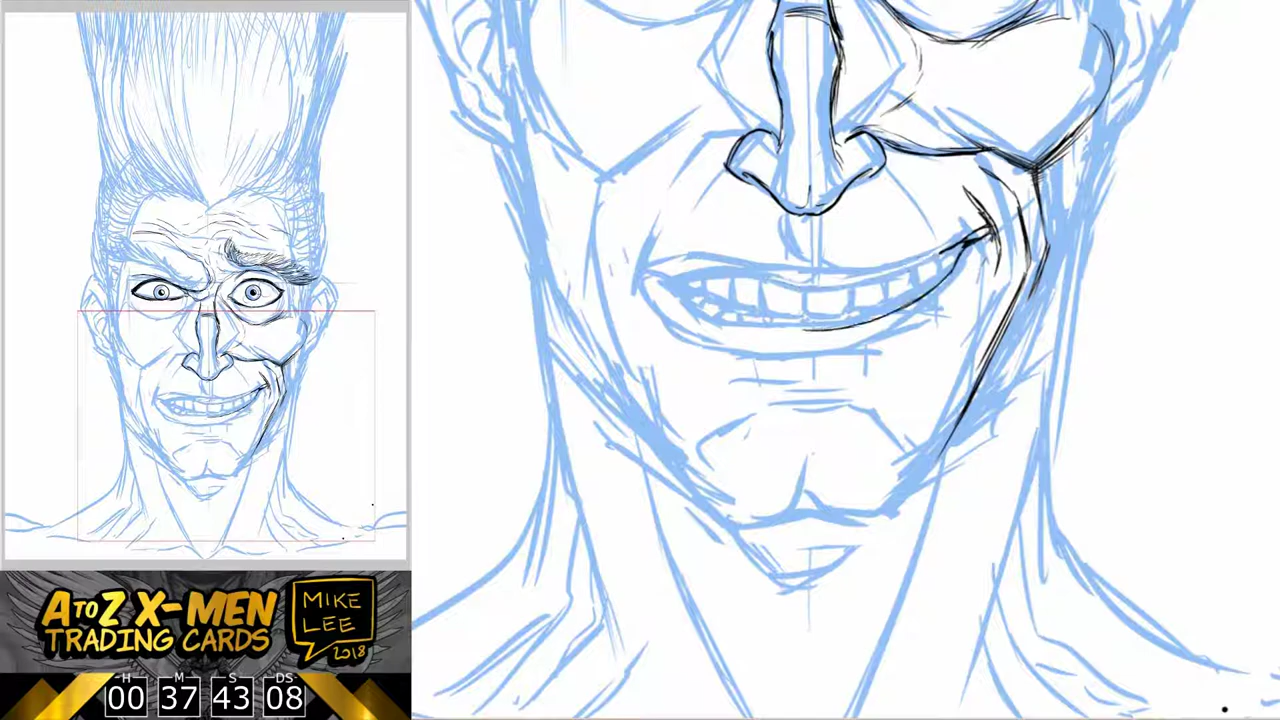 A TO Z X-MEN
TRADING CARDS
MIKE
LEE
2018
H M S DS
00 37 43 08